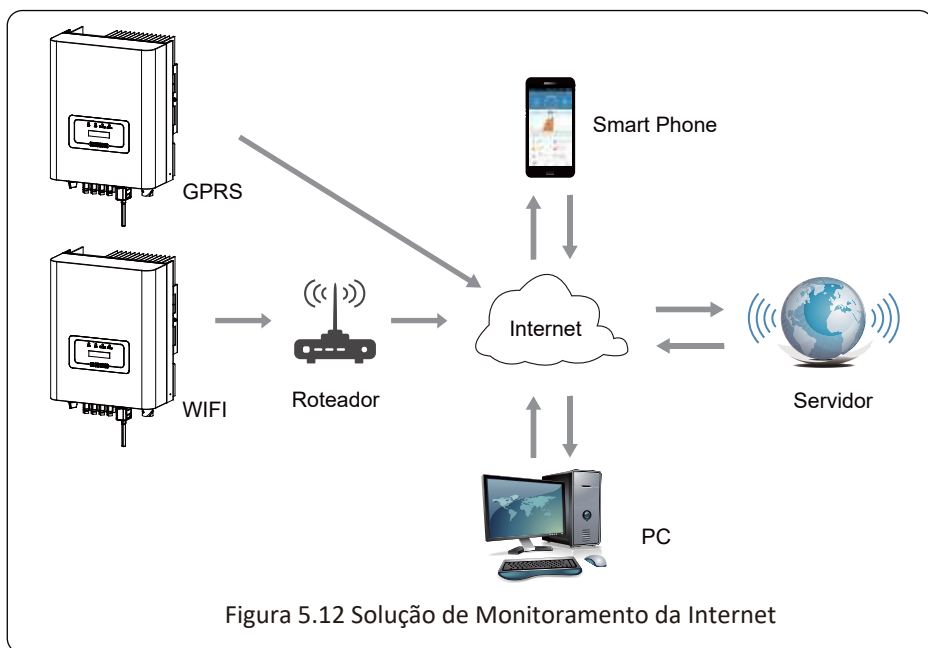 GPRS
Smart Phone
Internet
WIFI
Roteador
Servidor
PC
Figura 5.12 Solução de Monitoramento da Internet